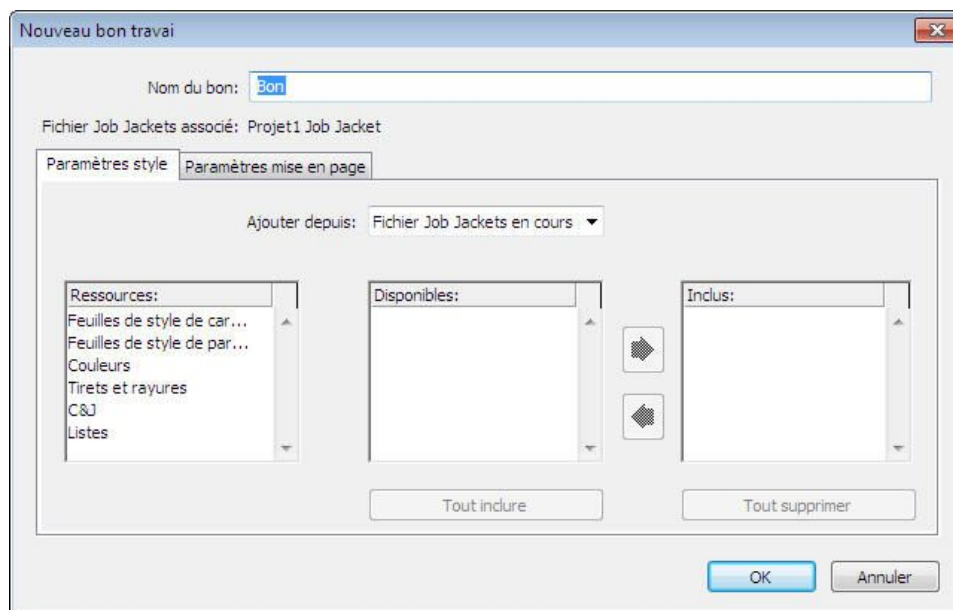 Nouveau bon travai
Nom du bon: Bon
Fichier Job Jackets associé: Projet1 Job Jacket
Paramètres style Paramètres mise en page
Ajouter depuis: Fichier Job Jackets en cours
Ressources: Disponibles: Inclus:
Feuilles de style de car...
Feuilles de style de par...
Couleurs
Tirets et rayures
C&J
Listes
Tout inclure Tout supprimer
OK Annuler